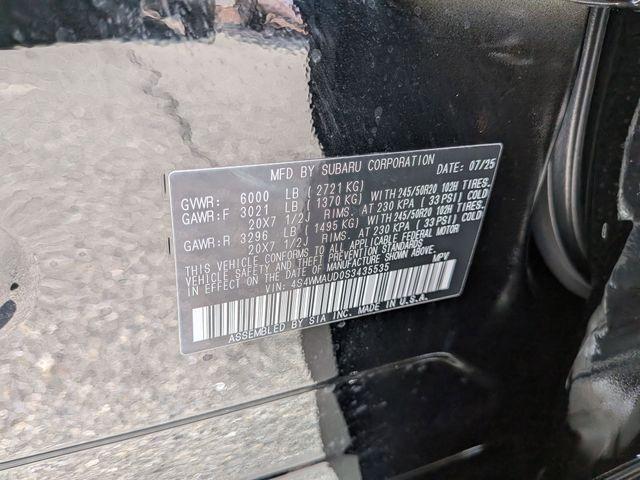 MFD BY SUBARU CORPORATION DATE: 07/25
GVWR: 6000 LB (2721 KG)
GAWR:F 3021 LB (1370 KG) WITH 245/50R20 102H TIRES.
20X7 1/2J RIMS. AT 230 KPA (33 PSI) COLD
GAWR:R 3296 LB (1495 KG) WITH 245/50R20 102H TIRES.
20X7 1/2J RIMS. AT 230 KPA (33 PSI) COLD
THIS VEHICLE CONFORMS TO ALL APPLICABLE FEDERAL MOTOR
VEHICLE SAFETY AND THEFT PREVENTION STANDARDS
IN EFFECT ON THE DATE OF MANUFACTURE SHOWN ABOVE.
VIN: 4S4WMAUD0S3435535 MPV
ASSEMBLED BY SIA INC. MADE IN U.S.A.